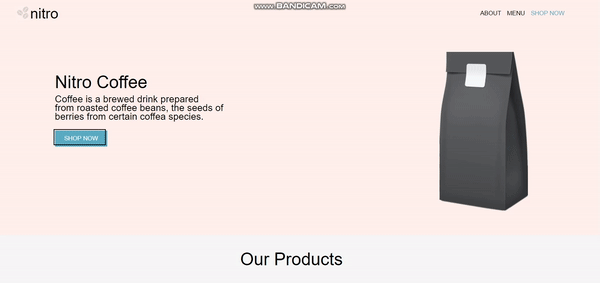 www.BANDICAM.com
nitro
ABOUT MENU SHOP NOW
Nitro Coffee
Coffee is a brewed drink prepared
from roasted coffee beans, the seeds of
berries from certain coffea species.
SHOP NOW
Our Products